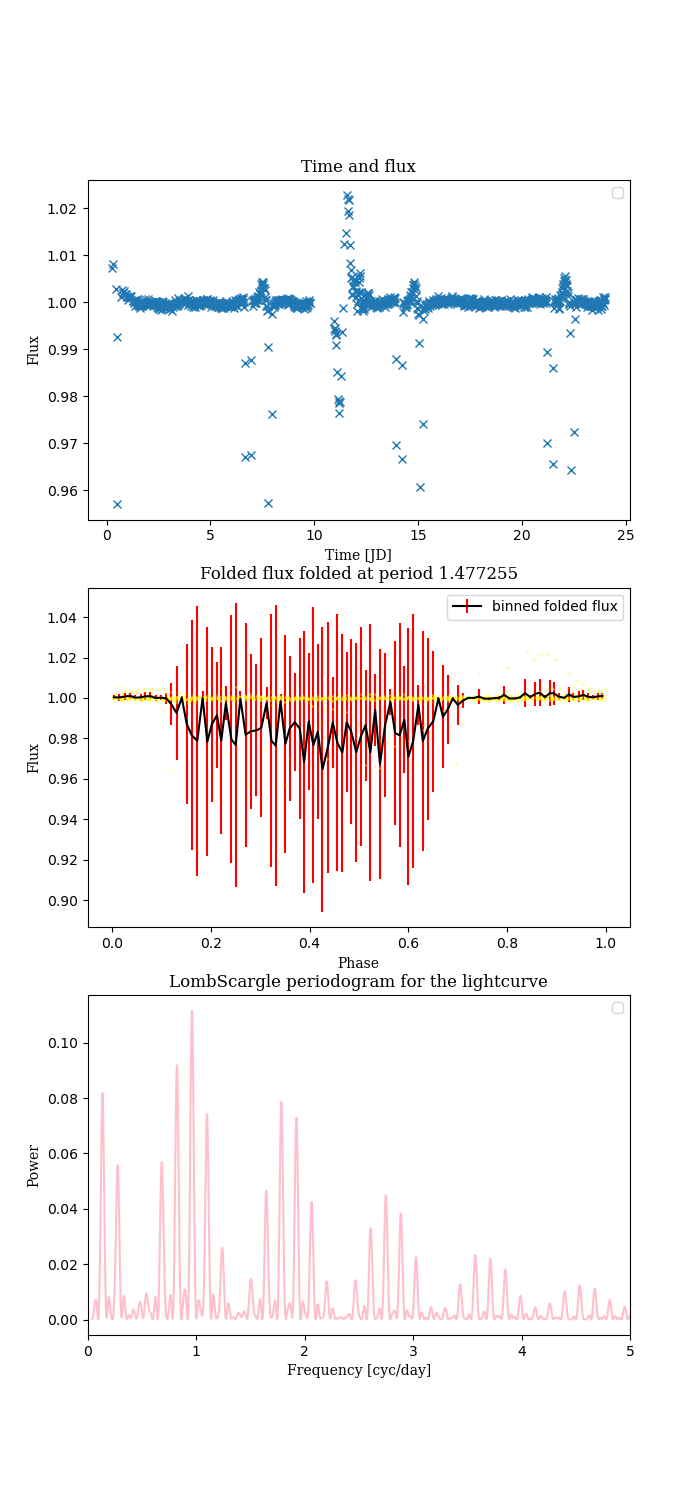 Time and flux
1.02
1.01
1.00
0.99
0.98
0.97
0.96
Flux
0 5 10 15 20 25
Time [JD]
Folded flux folded at period 1.477255
binned folded flux
1.04
1.02
1.00
0.98
0.96
0.94
0.92
0.90
Flux
0.0 0.2 0.4 0.6 0.8 1.0
Phase
LombScargle periodogram for the lightcurve
0.10
0.08
0.06
0.04
0.02
0.00
Power
0 1 2 3 4 5
Frequency [cyc/day]